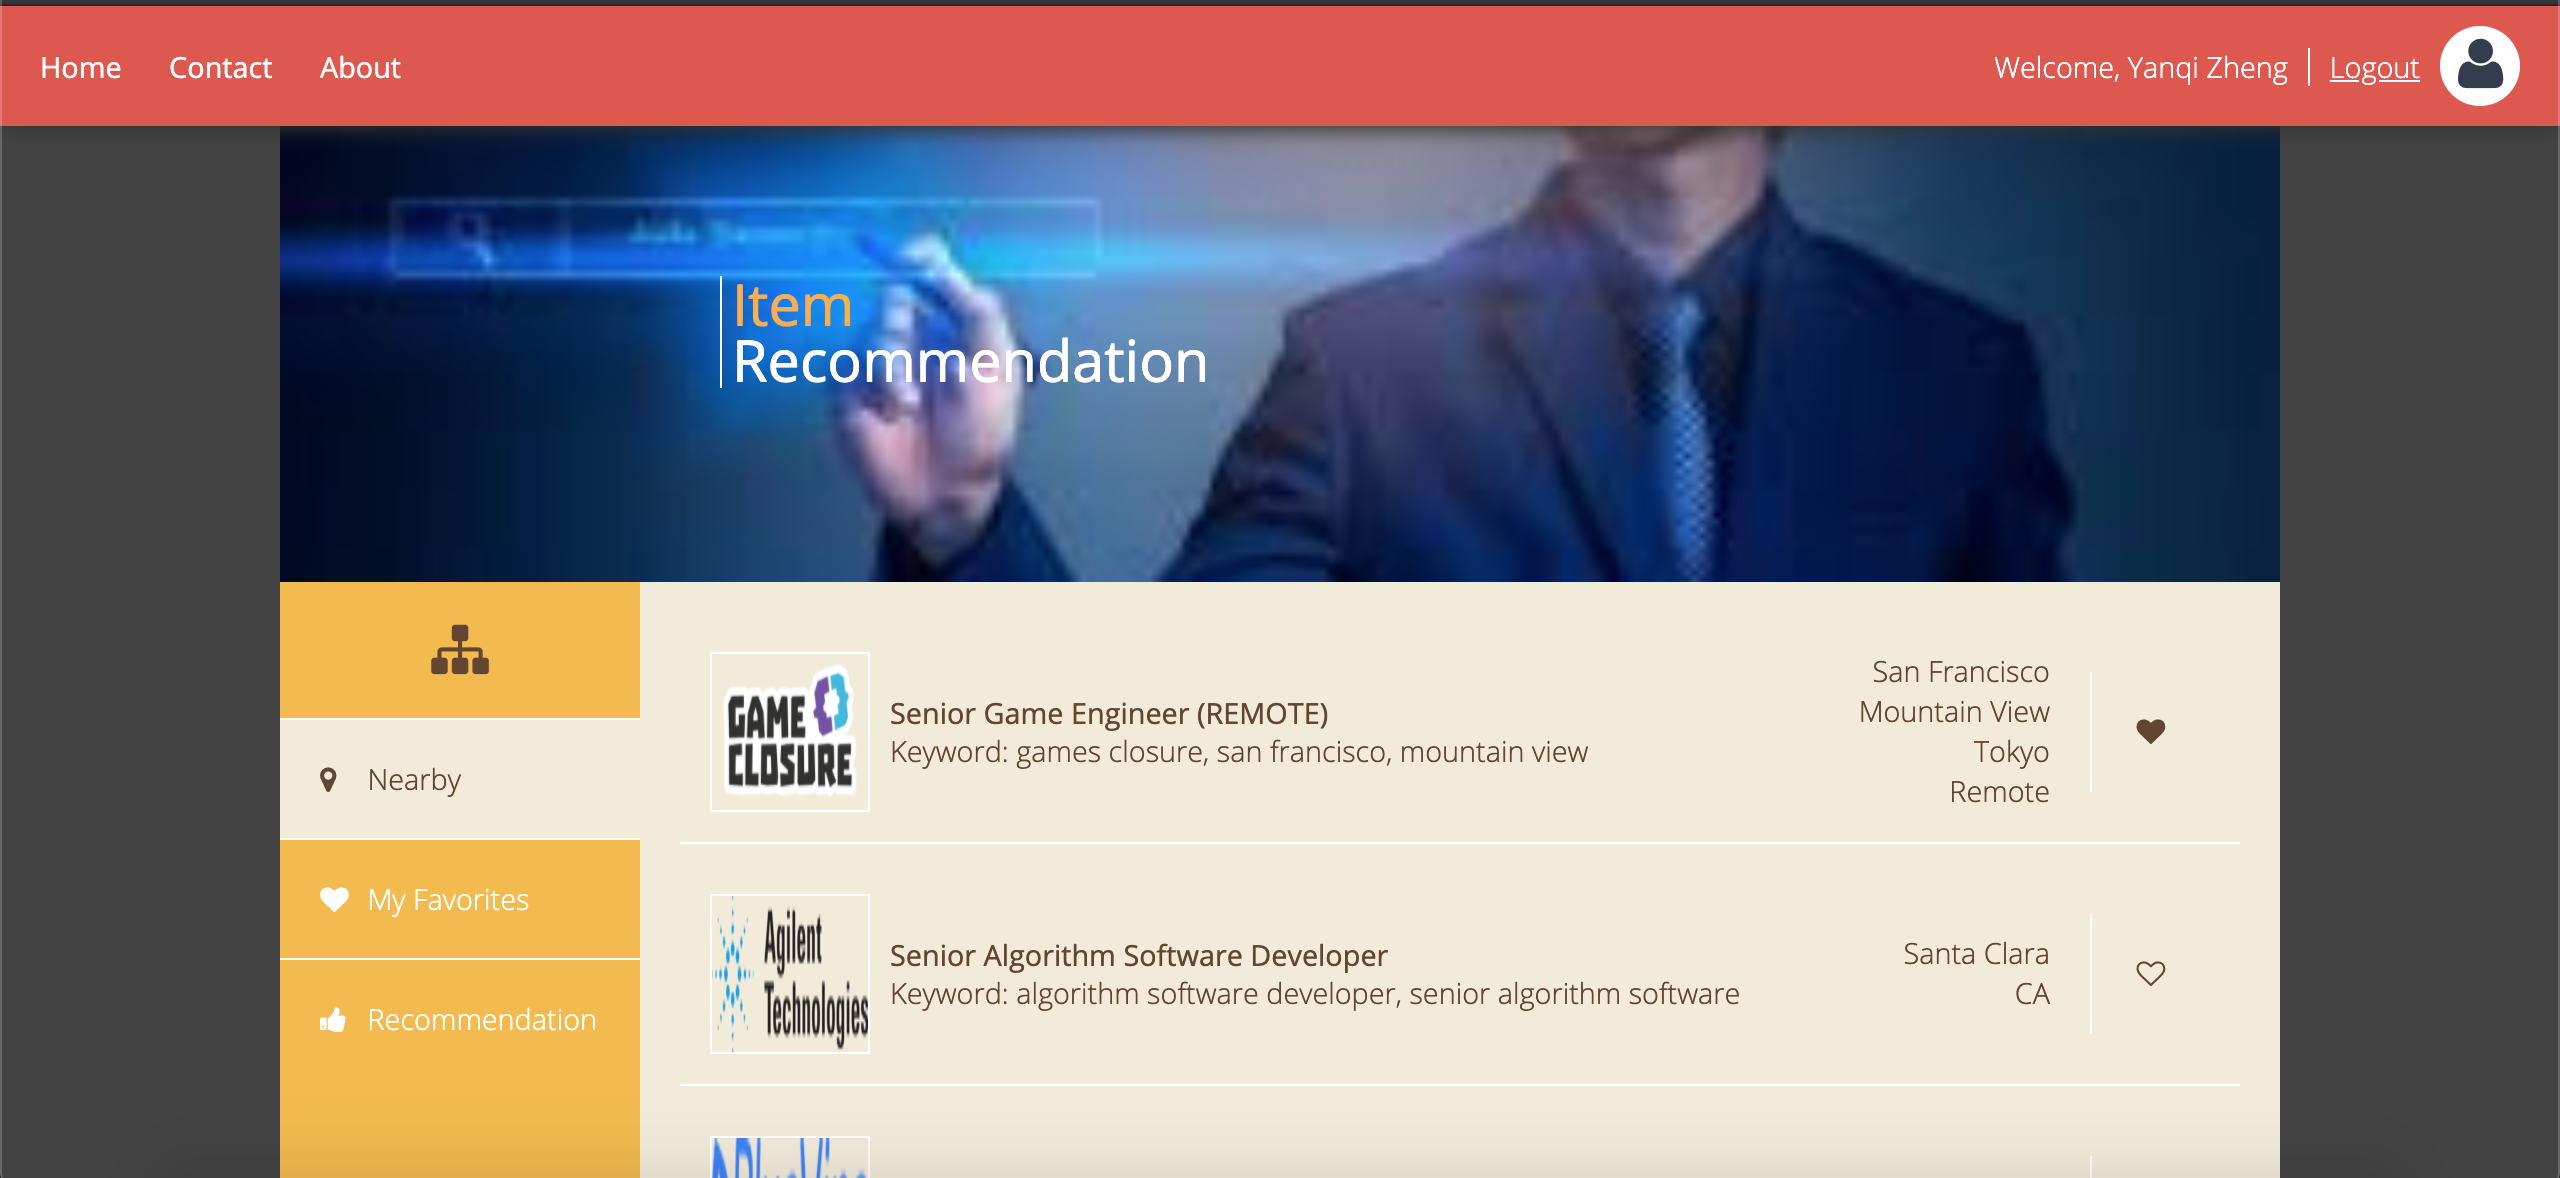 Home Contact About
Welcome, Yanqi Zheng Logout
Item
Recommendation
Nearby
My Favorites
Recommendation
GAME
CLOSURE
Senior Game Engineer (REMOTE)
Keyword: games closure, san francisco, mountain view
San Francisco
Mountain View
Tokyo
Remote
Agilent
Technologies
Senior Algorithm Software Developer
Keyword: algorithm software developer, senior algorithm software
Santa Clara
CA